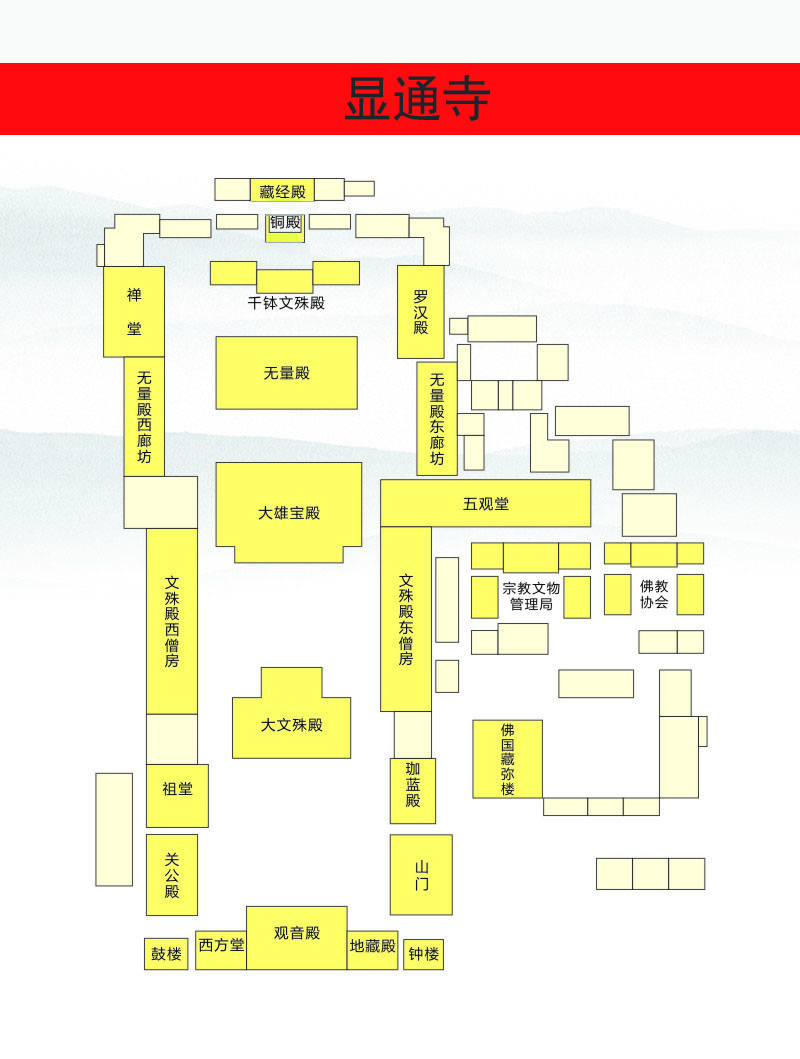 显通寺
藏经殿
铜殿
千钵文殊殿
禅堂
罗汉殿
无量殿
无量殿西廊坊
无量殿东廊坊
大雄宝殿
五观堂
文殊殿西僧房
文殊殿东僧房
宗教文物
管理局
佛教
协会
大文殊殿
佛国藏弥楼
祖堂
珈蓝殿
关公殿
山门
观音殿
西方堂
地藏殿
鼓楼
钟楼